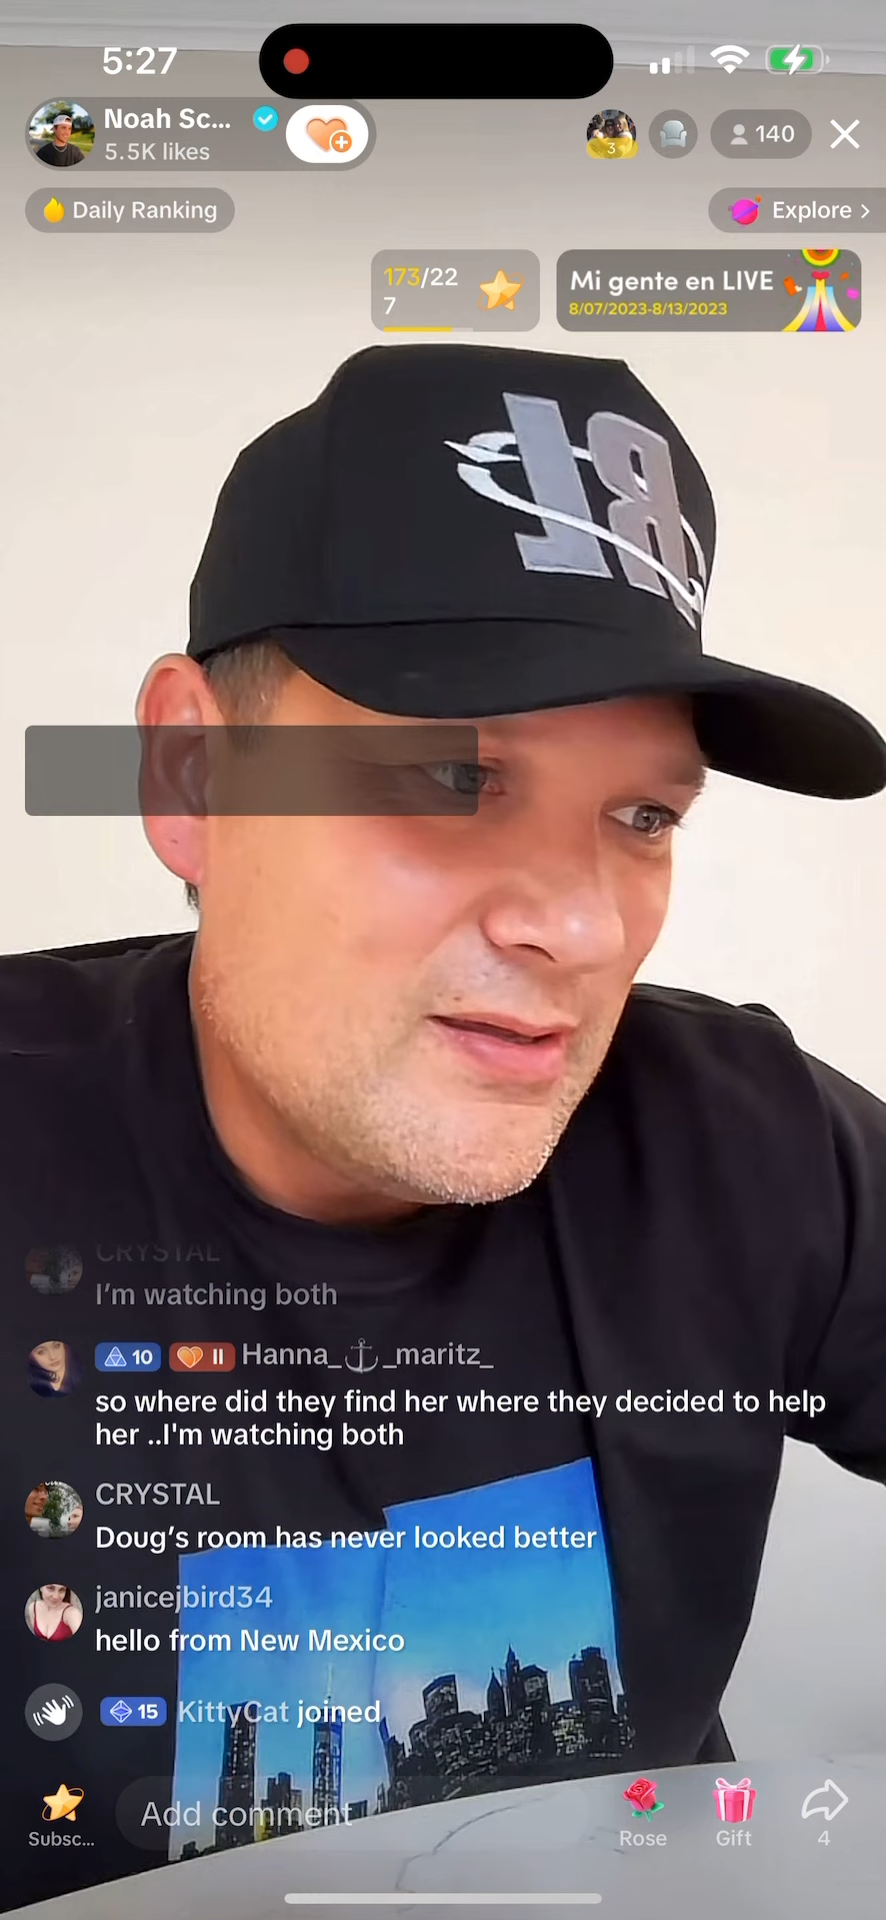 5:27
Noah Sc...
5.5K likes
3
140
Daily Ranking
Explore >
173/22
7
Mi gente en LIVE
8/07/2023-8/13/2023
CRYSTAL
I'm watching both
10 II Hanna_⚓_maritz_
so where did they find her where they decided to help
her ..I'm watching both
CRYSTAL
Doug's room has never looked better
janicejbird34
hello from New Mexico
15 KittyCat joined
Subsc...
Add comment
Rose
Gift
4